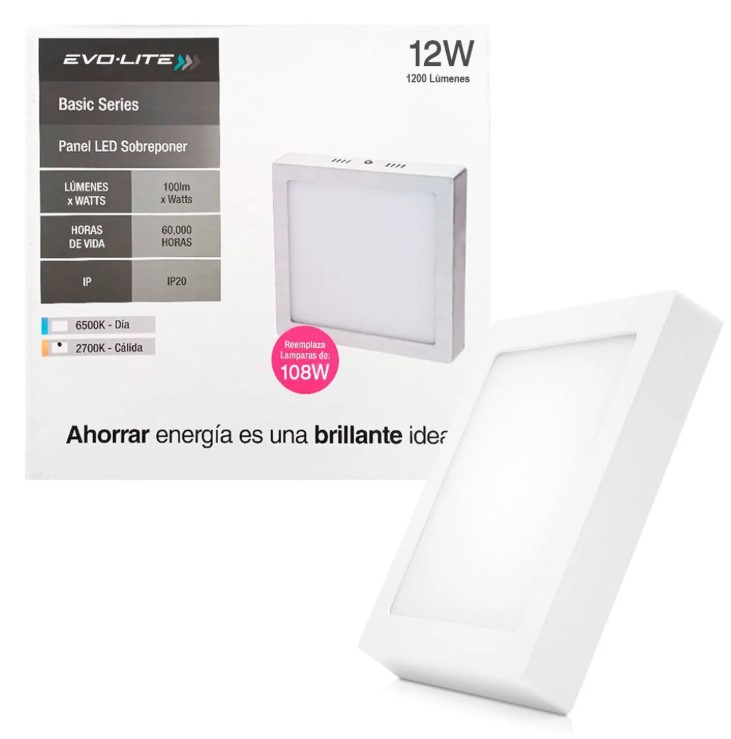 EVO·LITE
Basic Series
Panel LED Sobreponer
LÚMENES
x WATTS
100lm
x Watts
HORAS
DE VIDA
60,000
HORAS
IP
IP20
6500K - Día
2700K - Cálida
12W
1200 Lúmenes
Reemplaza
Lamparas de:
108W
Ahorrar energía es una brillante idea